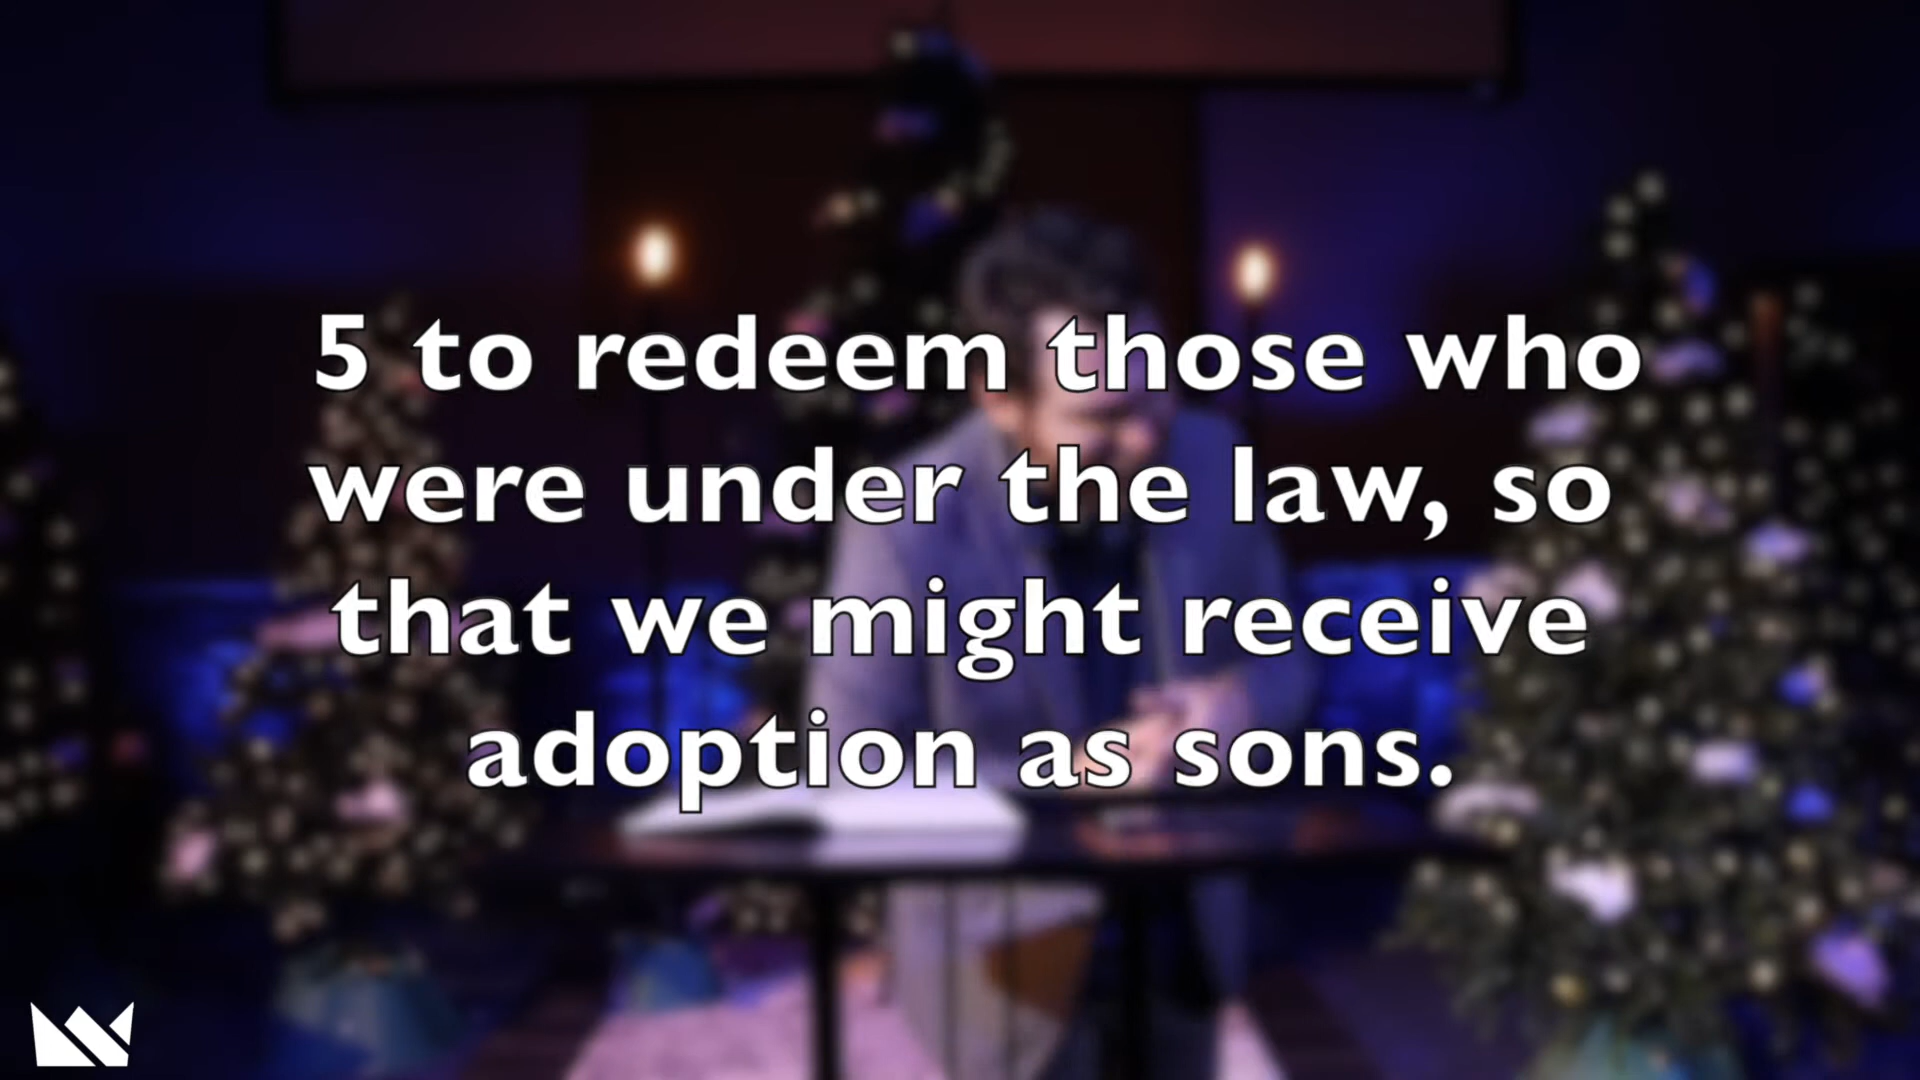 5 to redeem those who
were under the law, so
that we might receive
adoption as sons.